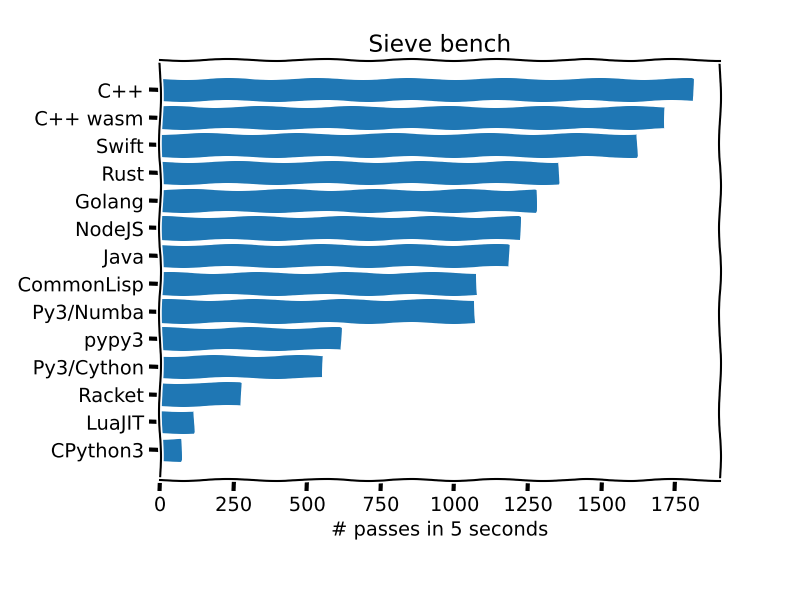 Sieve bench
C++
C++ wasm
Swift
Rust
Golang
NodeJS
Java
CommonLisp
Py3/Numba
pypy3
Py3/Cython
Racket
LuaJIT
CPython3
0 250 500 750 1000 1250 1500 1750
# passes in 5 seconds